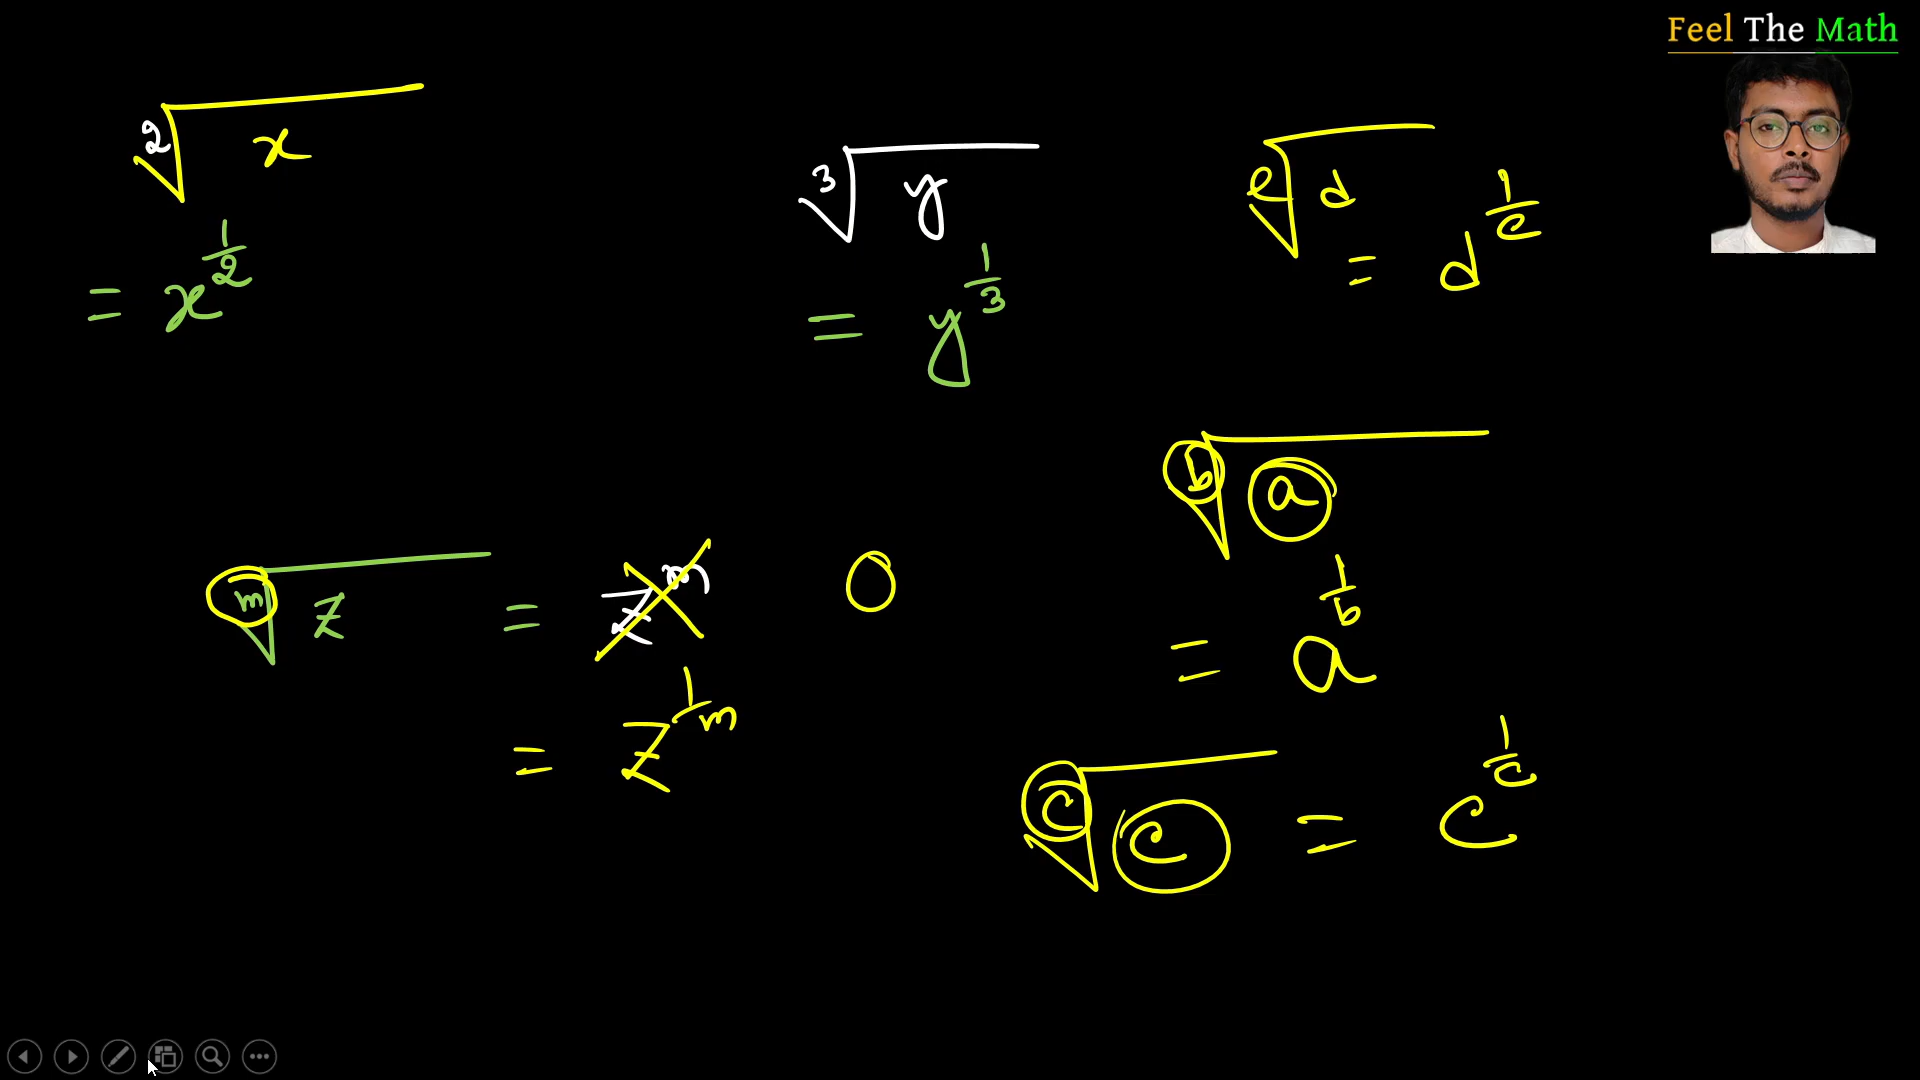 Feel The Math
²√x
= x^(1/2)
³√y
= y^(1/3)
ᵉ√d
= d^(1/e)
ᵐ√z = z^m 0
= z^(1/m)
ᵇ√a
= a^(1/b)
ᶜ√c = c^(1/c)